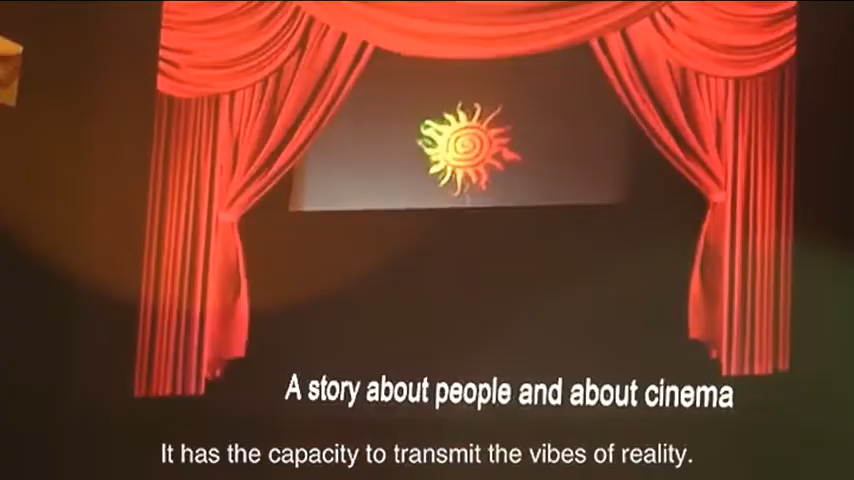 A story about people and about cinema
It has the capacity to transmit the vibes of reality.